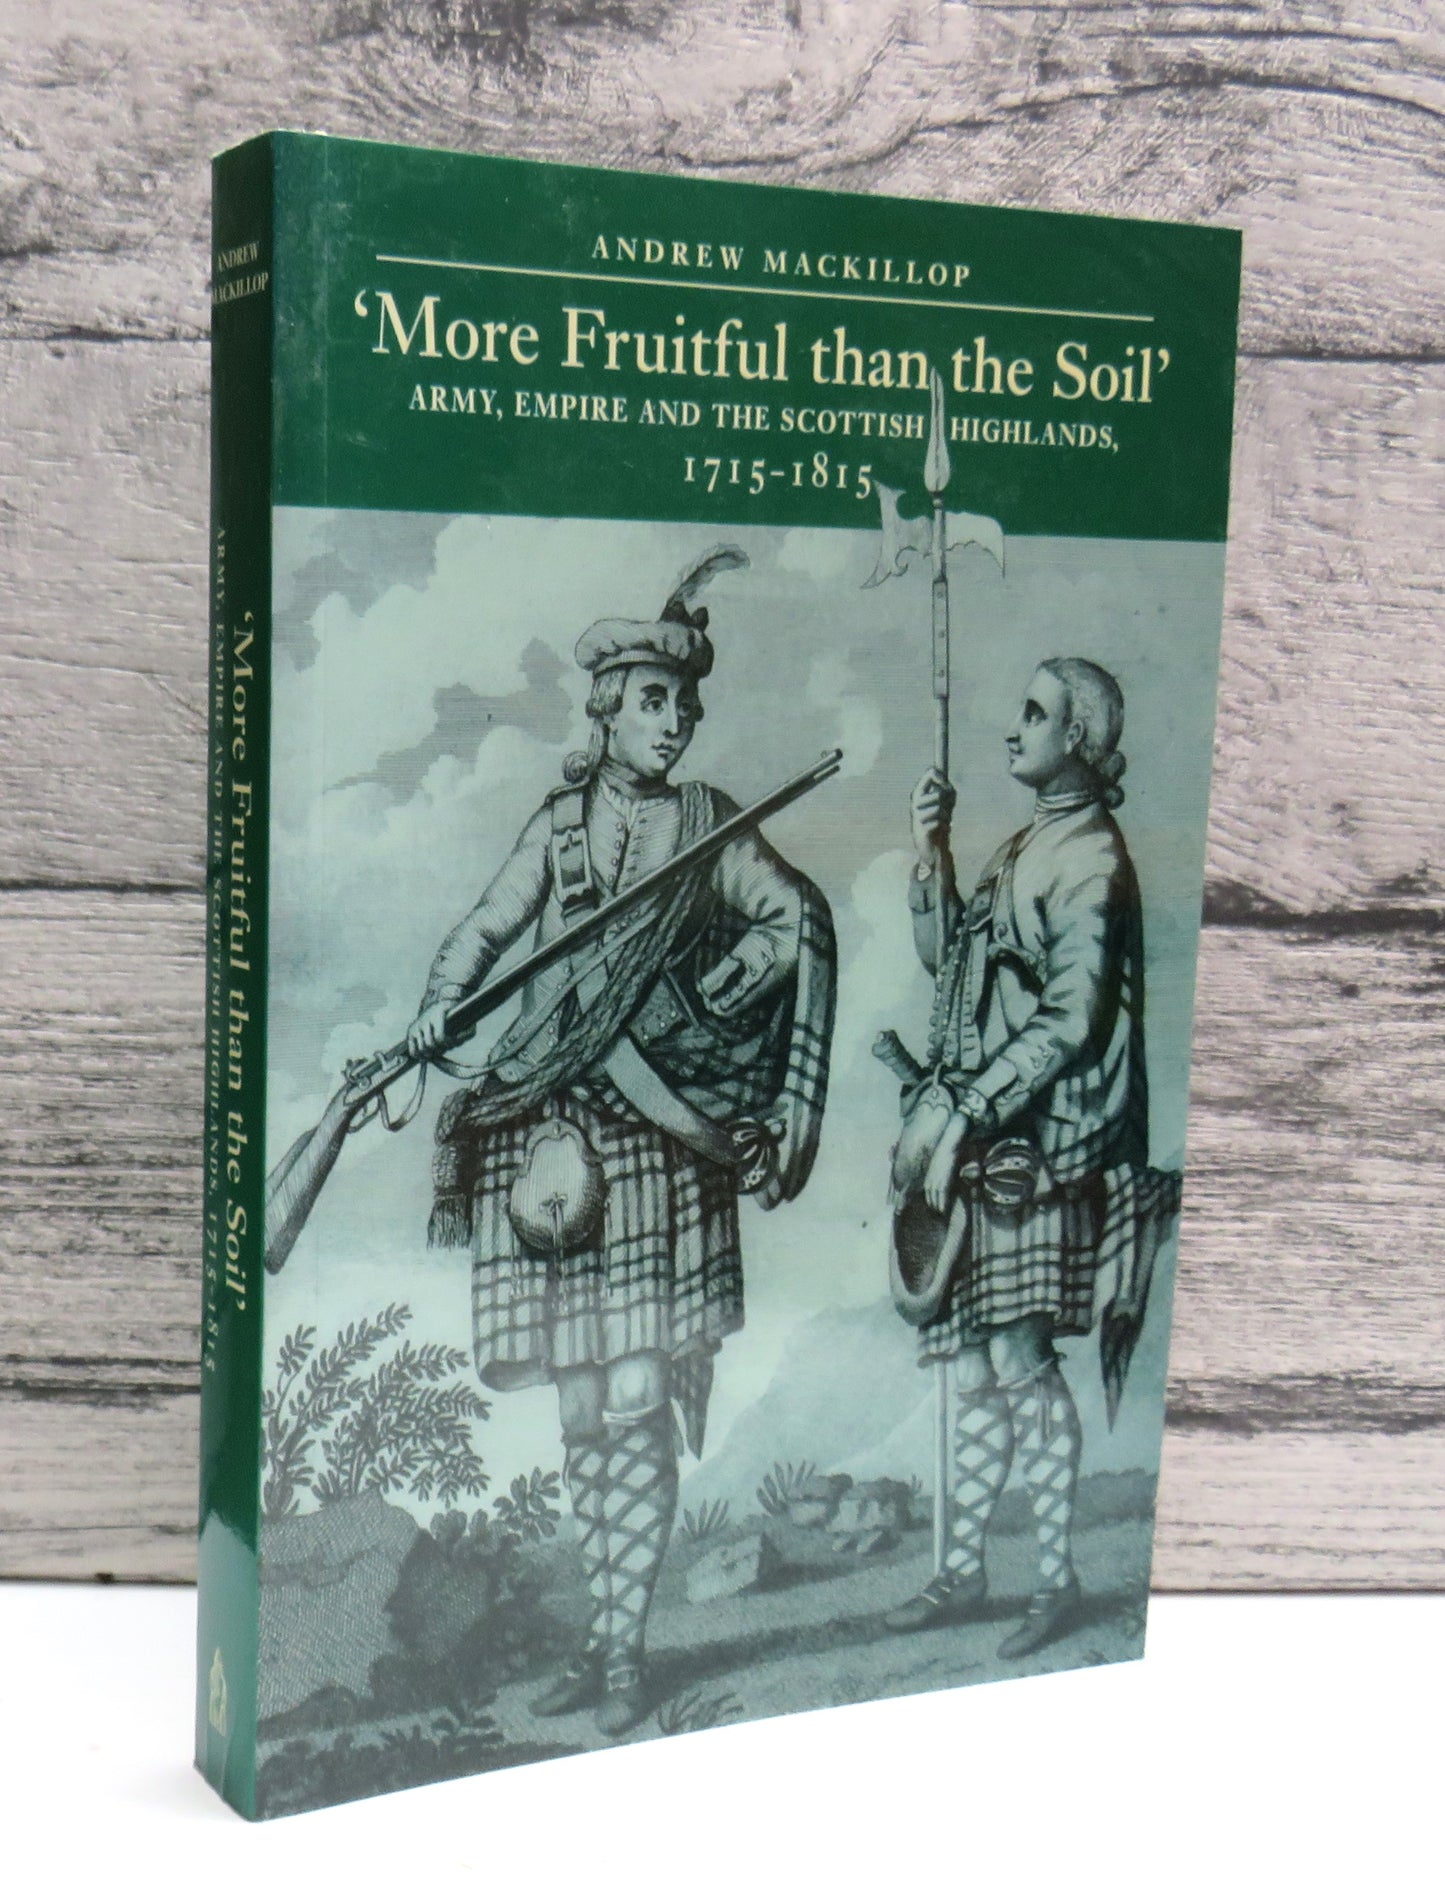 ANDREW MACKILLOP
‘More Fruitful than the Soil’
ARMY, EMPIRE AND THE SCOTTISH HIGHLANDS,
1715–1815
ANDREW
MACKILLOP
‘More Fruitful than the Soil’
ARMY, EMPIRE AND THE SCOTTISH HIGHLANDS, 1715–1815